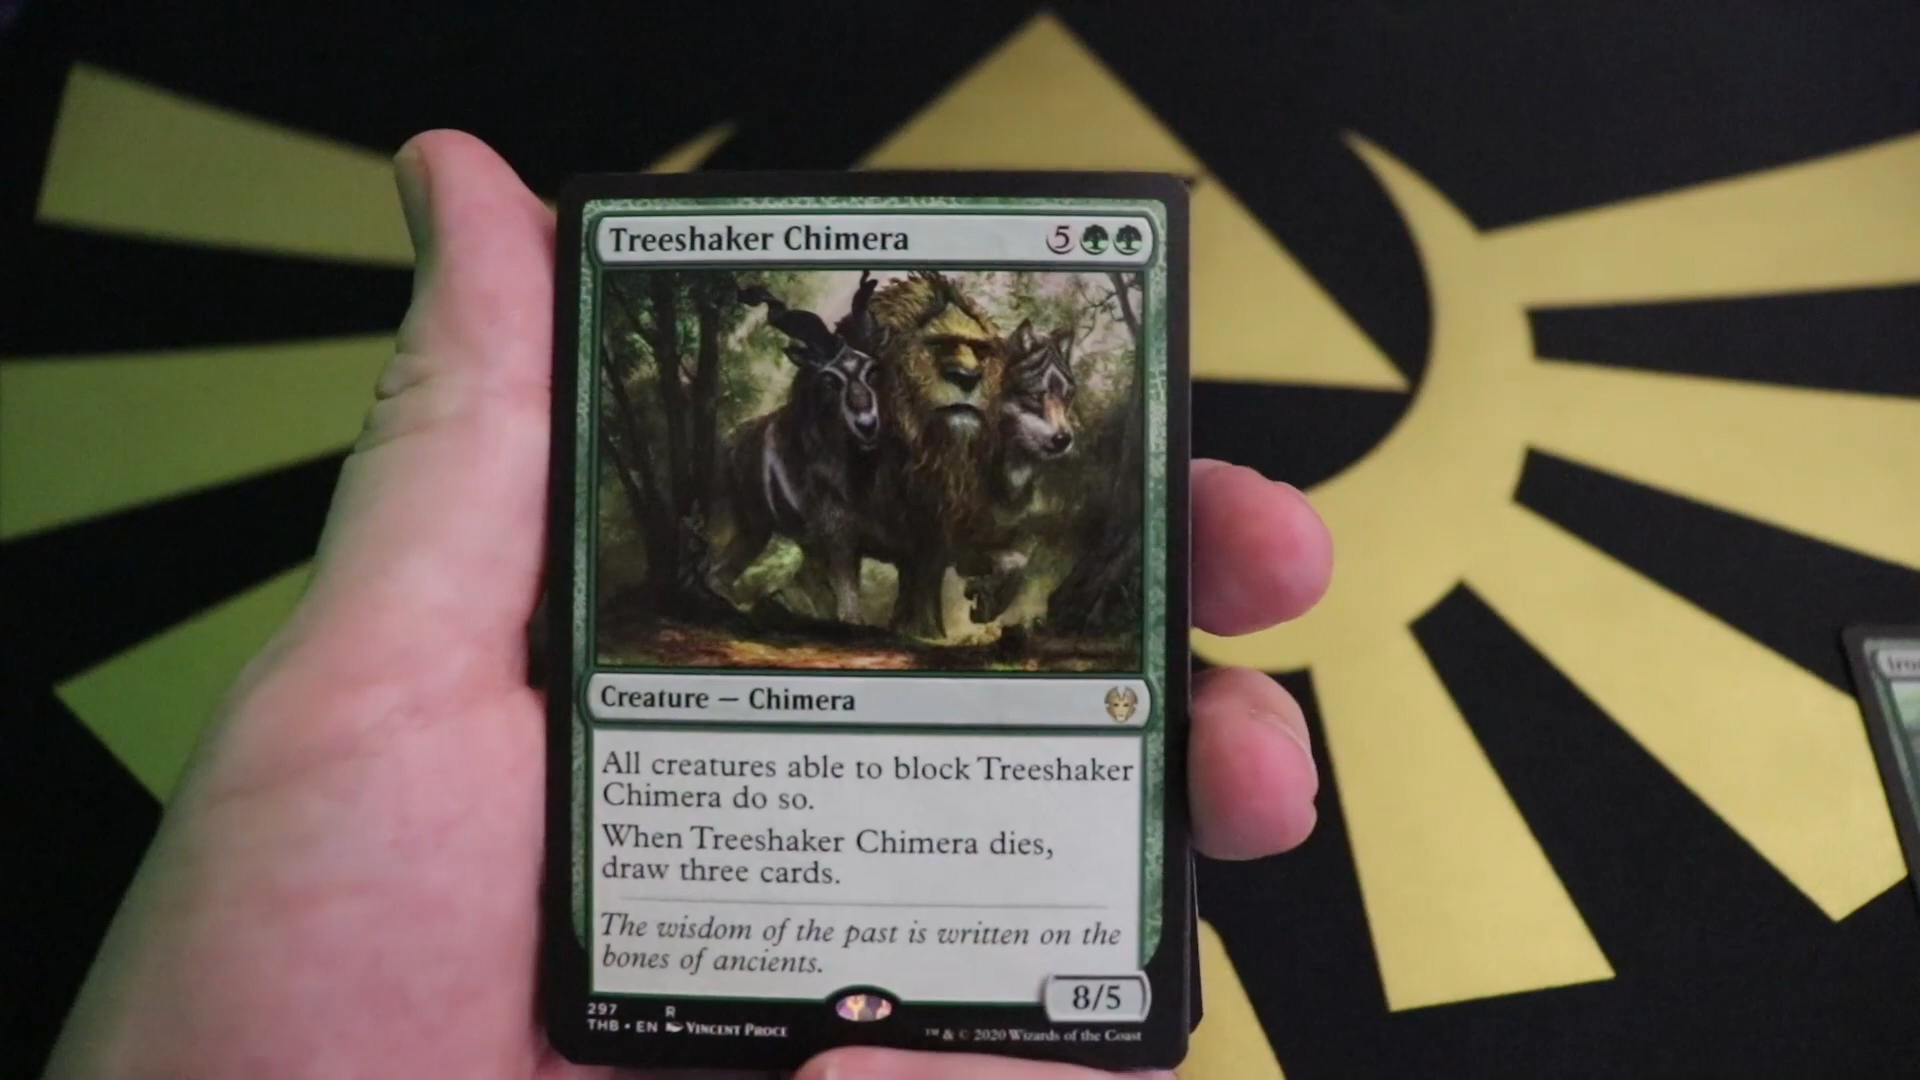 Treeshaker Chimera 5
Creature — Chimera
All creatures able to block Treeshaker
Chimera do so.
When Treeshaker Chimera dies,
draw three cards.
The wisdom of the past is written on the
bones of ancients.
8/5
297 R
THB • EN Vincent Proce
™ & © 2020 Wizards of the Coast